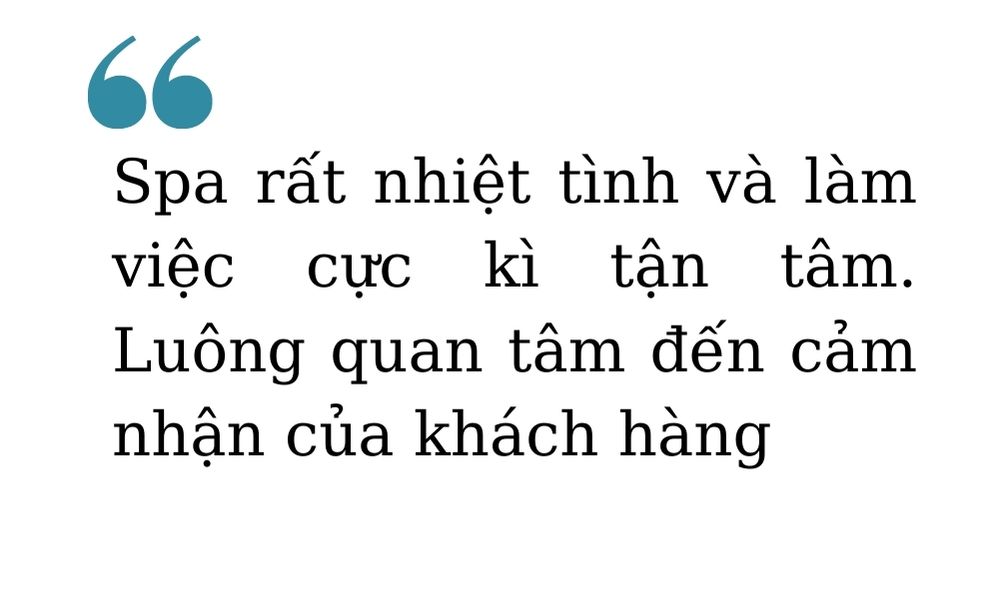 Spa rất nhiệt tình và làm
việc cực kì tận tâm.
Luông quan tâm đến cảm
nhận của khách hàng